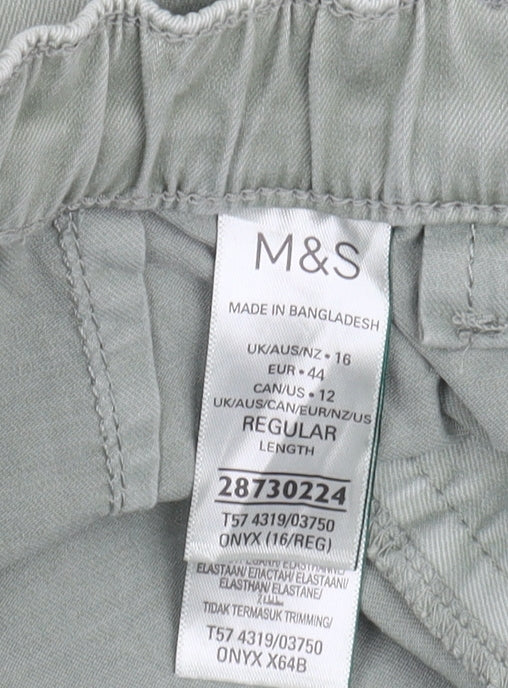 M&S
MADE IN BANGLADESH
UK/AUS/NZ • 16
EUR • 44
CAN/US • 12
UK/AUS/CAN/EUR/NZ/US
REGULAR
LENGTH
28730224
T57 4319/03750
ONYX (16/REG)
ELASTAAN/ ΕΛΑΣΤΑΝ/ ELASTAANI/
ELASTHAN/ ELASTANE/
TIDAK TERMASUK TRIMMING/
T57 4319/03750
ONYX X64B